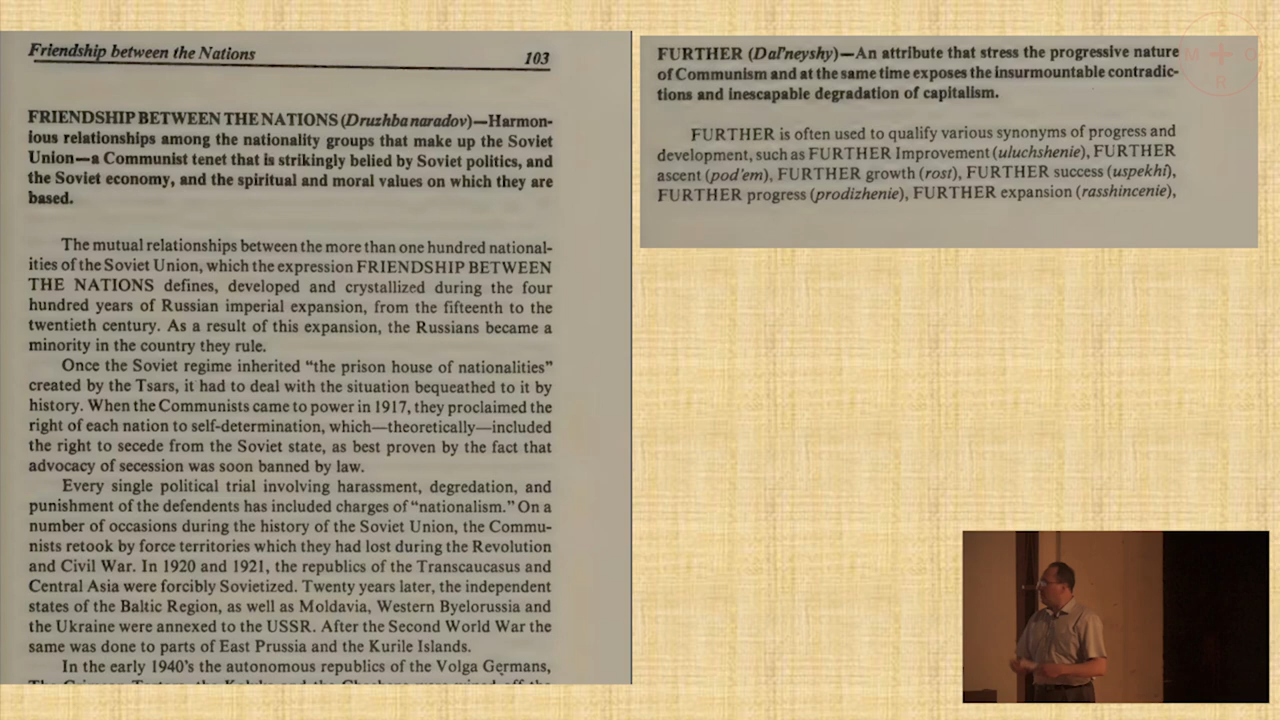 Friendship between the Nations 103
FRIENDSHIP BETWEEN THE NATIONS (Druzhba naradov)—Harmon-
ious relationships among the nationality groups that make up the Soviet
Union—a Communist tenet that is strikingly belied by Soviet politics, and
the Soviet economy, and the spiritual and moral values on which they are
based.
The mutual relationships between the more than one hundred national-
ities of the Soviet Union, which the expression FRIENDSHIP BETWEEN
THE NATIONS defines, developed and crystallized during the four
hundred years of Russian imperial expansion, from the fifteenth to the
twentieth century. As a result of this expansion, the Russians became a
minority in the country they rule.
Once the Soviet regime inherited “the prison house of nationalities”
created by the Tsars, it had to deal with the situation bequeathed to it by
history. When the Communists came to power in 1917, they proclaimed the
right of each nation to self-determination, which—theoretically—included
the right to secede from the Soviet state, as best proven by the fact that
advocacy of secession was soon banned by law.
Every single political trial involving harassment, degredation, and
punishment of the defendents has included charges of “nationalism.” On a
number of occasions during the history of the Soviet Union, the Commu-
nists retook by force territories which they had lost during the Revolution
and Civil War. In 1920 and 1921, the republics of the Transcaucasus and
Central Asia were forcibly Sovietized. Twenty years later, the independent
states of the Baltic Region, as well as Moldavia, Western Byelorussia and
the Ukraine were annexed to the USSR. After the Second World War the
same was done to parts of East Prussia and the Kurile Islands.
In the early 1940's the autonomous republics of the Volga Germans,
FURTHER (Dal'neyshy)—An attribute that stress the progressive nature
of Communism and at the same time exposes the insurmountable contradic-
tions and inescapable degradation of capitalism.
FURTHER is often used to qualify various synonyms of progress and
development, such as FURTHER Improvement (uluchshenie), FURTHER
ascent (pod'em), FURTHER growth (rost), FURTHER success (uspekhi),
FURTHER progress (prodizhenie), FURTHER expansion (rasshincenie),
M O
R